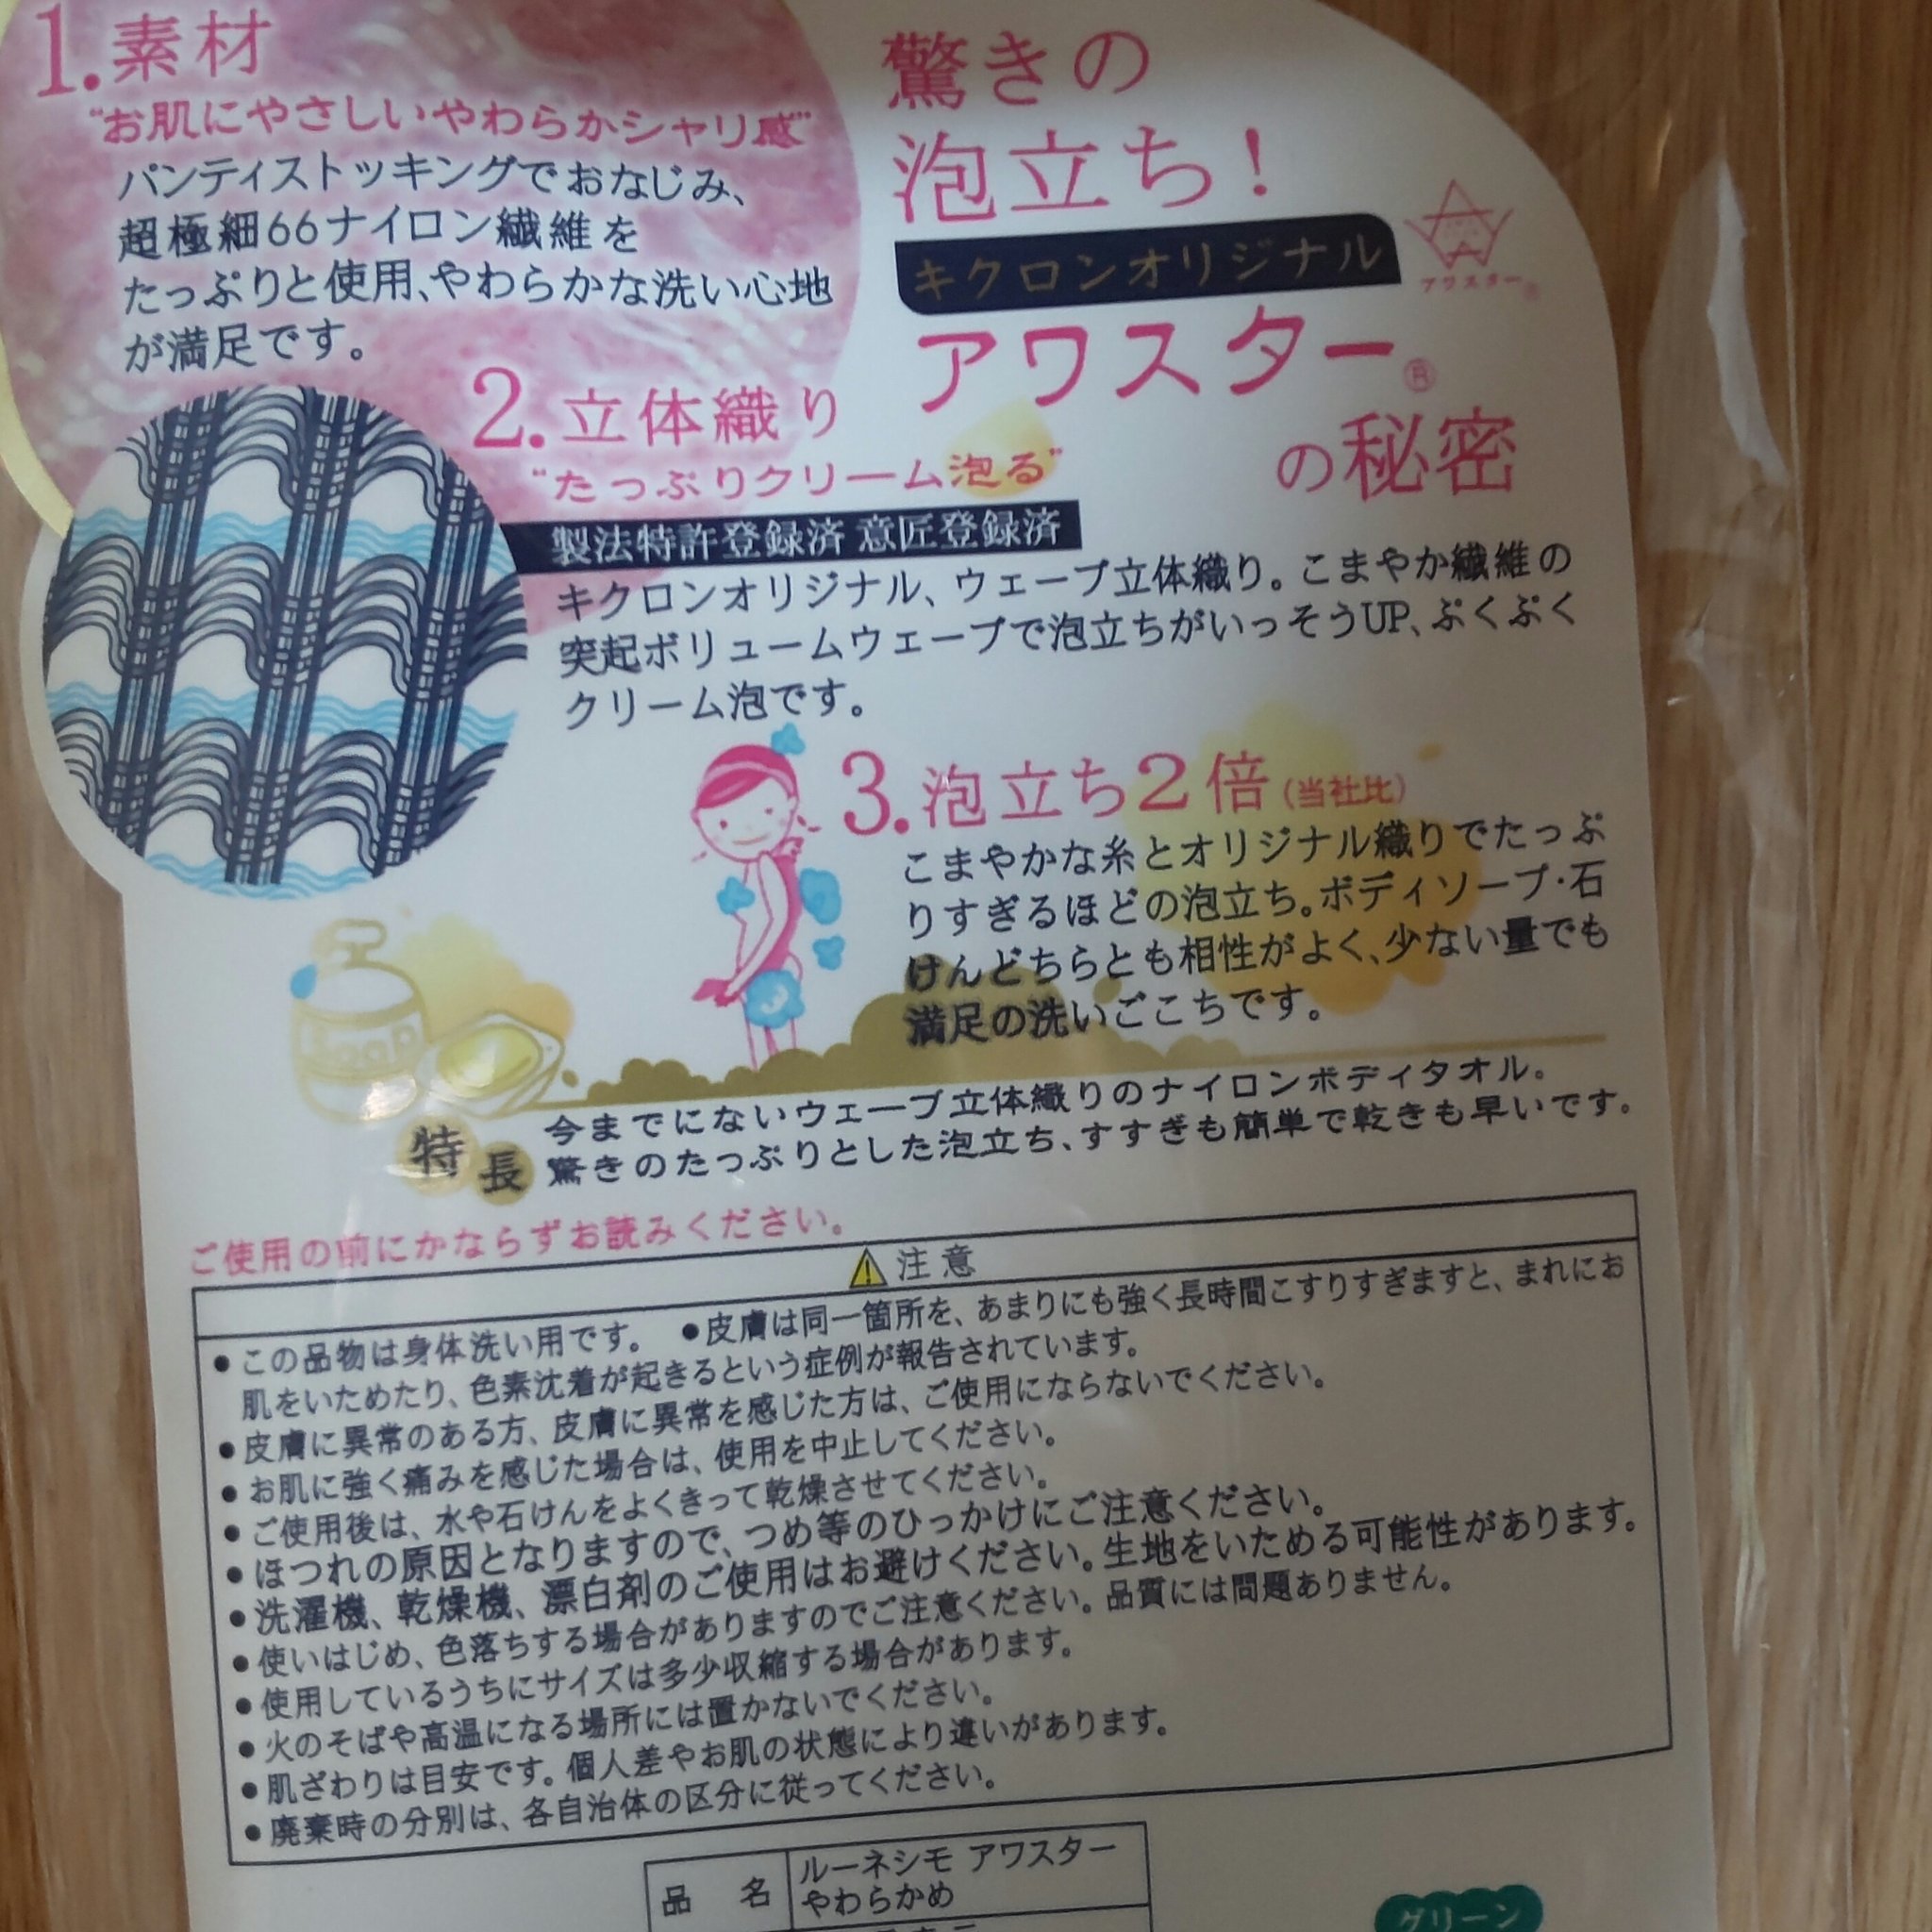 驚きの
泡立ち!
キクロンオリジナル
アワスター®
アワスター®
の秘密
1.素材
"お肌にやさしいやわらかシャリ感"
パンティストッキングでおなじみ、
超極細66ナイロン繊維を
たっぷりと使用、やわらかな洗い心地
が満足です。
2.立体織り
"たっぷりクリーム泡る"
製法特許登録済 意匠登録済
キクロンオリジナル、ウェーブ立体織り。こまやか繊維の
突起ボリュームウェーブで泡立ちがいっそうUP、ぷくぷく
クリーム泡です。
3.泡立ち2倍(当社比)
こまやかな糸とオリジナル織りでたっぷ
りすぎるほどの泡立ち。ボディソープ・石
けんどちらとも相性がよく、少ない量でも
満足の洗いごこちです。
Soap
特長
今までにないウェーブ立体織りのナイロンボディタオル。
驚きのたっぷりとした泡立ち、すすぎも簡単で乾きも早いです。
ご使用の前にかならずお読みください。
⚠注意
●この品物は身体洗い用です。 ●皮膚は同一箇所を、あまりにも強く長時間こすりすぎますと、まれにお
肌をいためたり、色素沈着が起きるという症例が報告されています。
●皮膚に異常のある方、皮膚に異常を感じた方は、ご使用にならないでください。
●お肌に強く痛みを感じた場合は、使用を中止してください。
●ご使用後は、水や石けんをよくきって乾燥させてください。
●ほつれの原因となりますので、つめ等のひっかけにご注意ください。
●洗濯機、乾燥機、漂白剤のご使用はお避けください。生地をいためる可能性があります。
●使いはじめ、色落ちする場合がありますのでご注意ください。品質には問題ありません。
●使用しているうちにサイズは多少収縮する場合があります。
●火のそばや高温になる場所には置かないでください。
●肌ざわりは目安です。個人差やお肌の状態により違いがあります。
●廃棄時の分別は、各自治体の区分に従ってください。
品 名
ルーネシモ アワスター
やわらかめ
グリーン